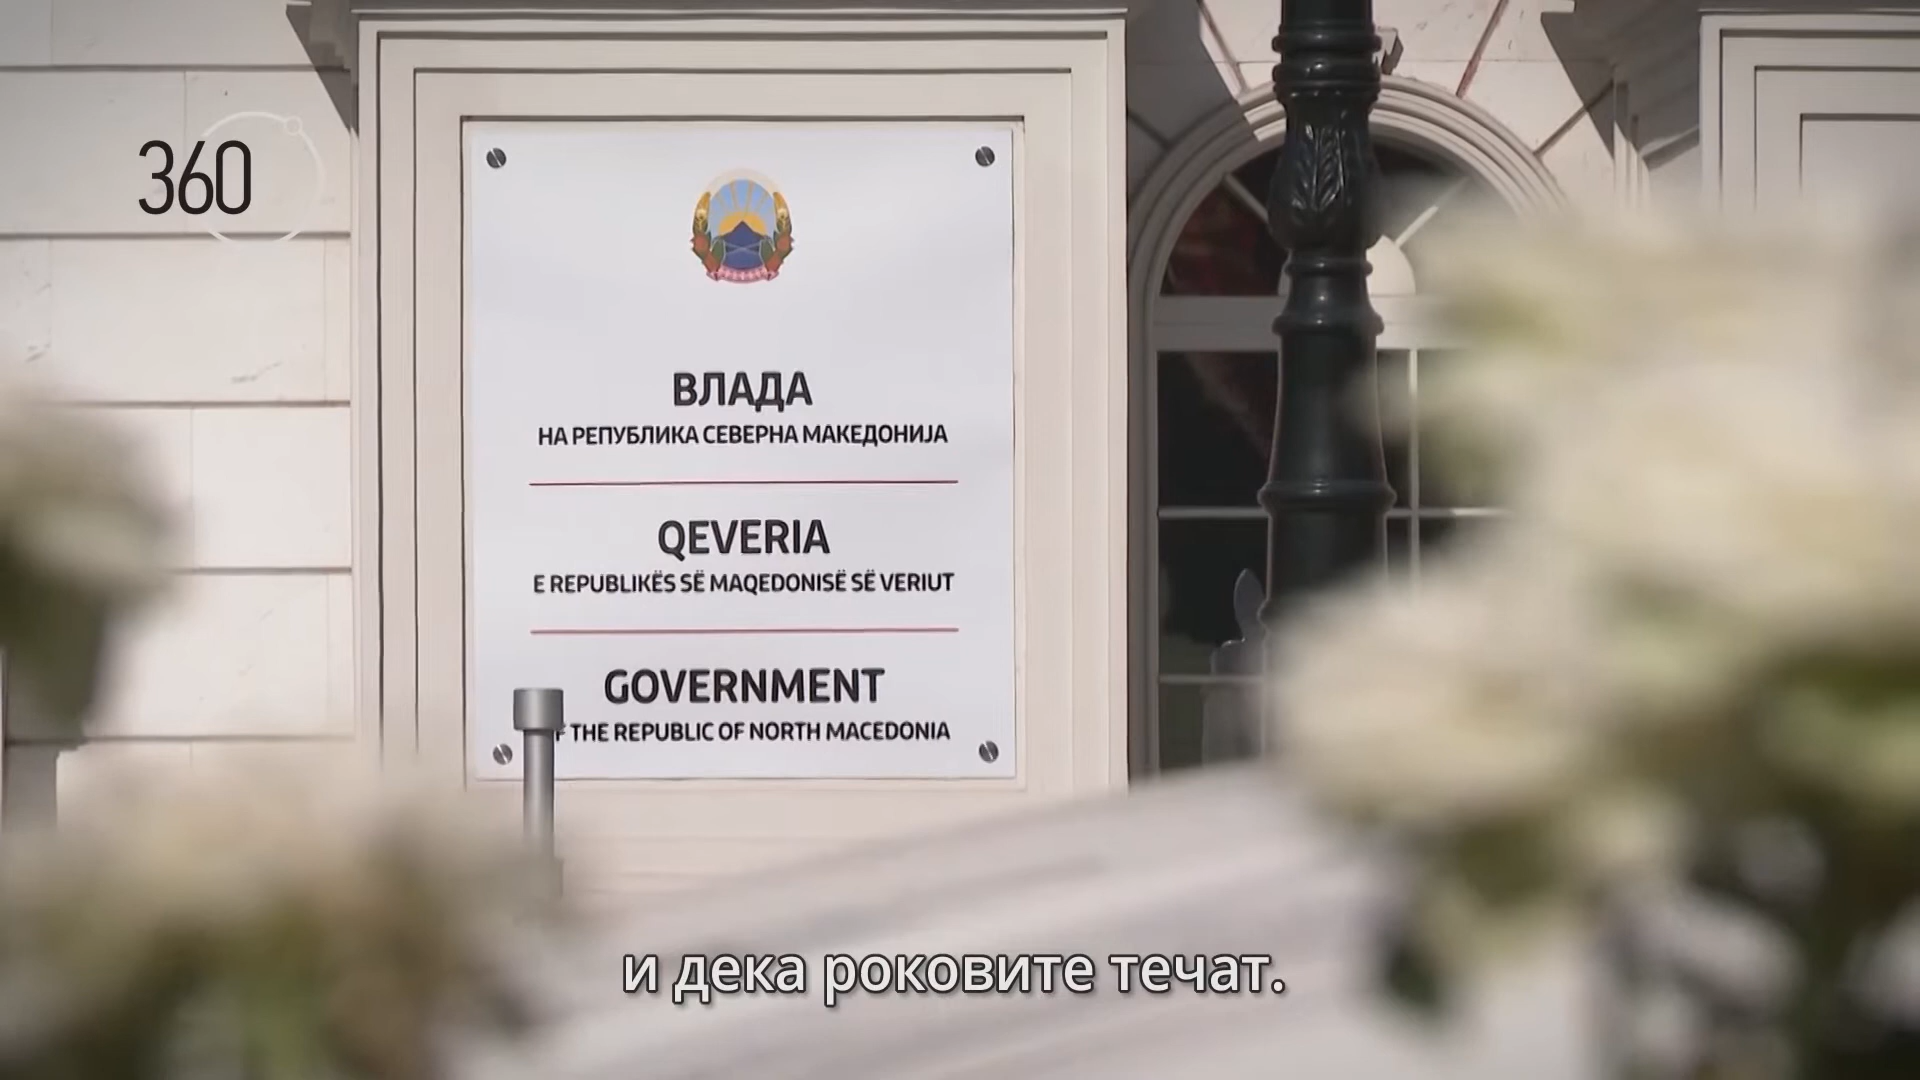 360
ВЛАДА
НА РЕПУБЛИКА СЕВЕРНА МАКЕДОНИЈА
QEVERIA
E REPUBLIKËS SË MAQEDONISË SË VERIUT
GOVERNMENT
THE REPUBLIC OF NORTH MACEDONIA
и дека роковите течат.